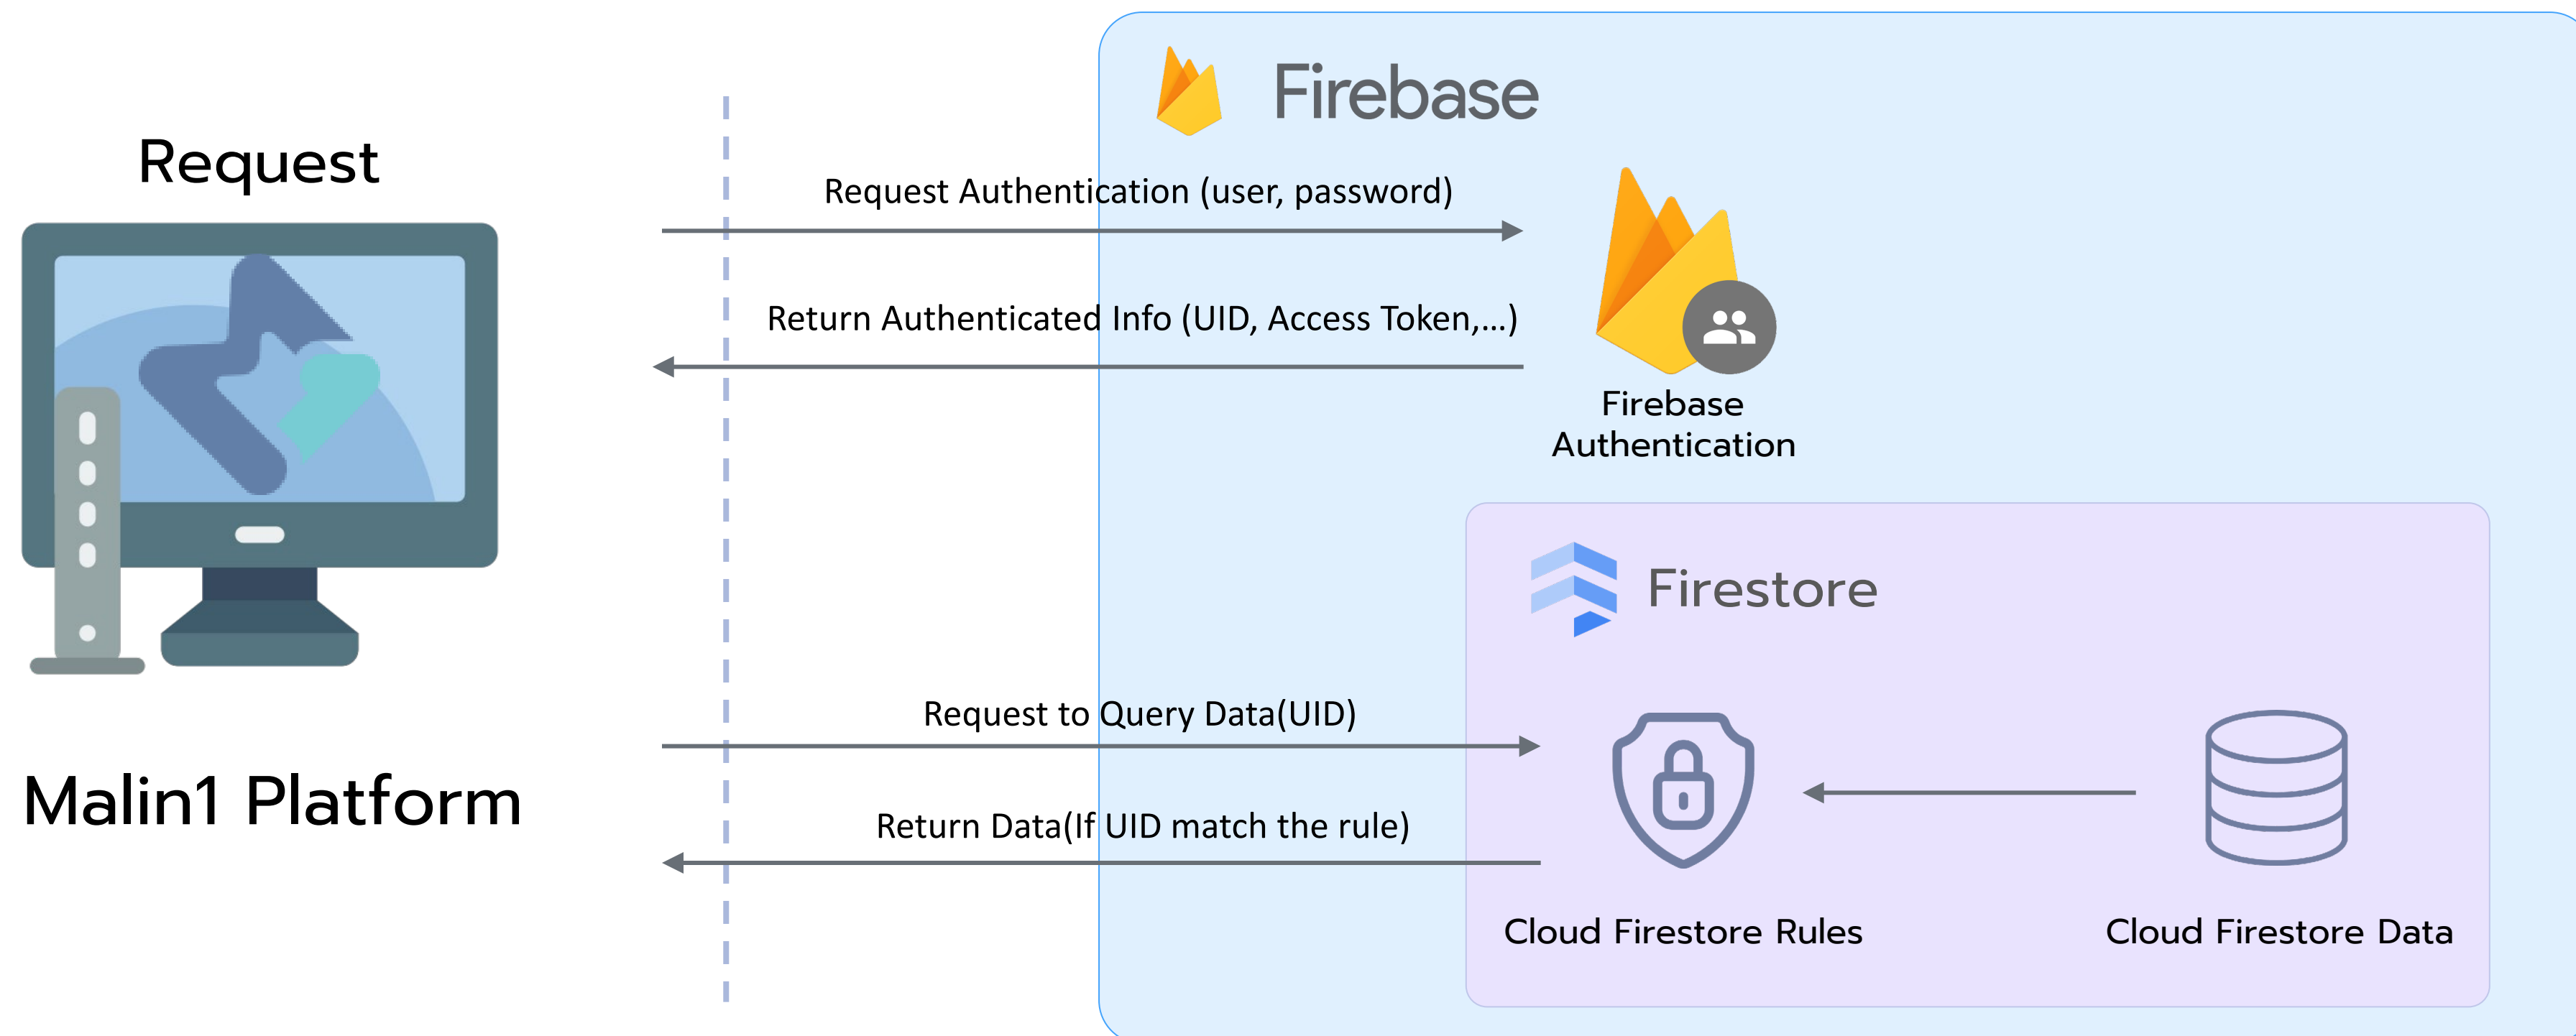 Firebase
Request
Request Authentication (user, password)
Return Authenticated Info (UID, Access Token,...)
Firebase
Authentication
Firestore
Request to Query Data(UID)
Malin1 Platform
Return Data(If UID match the rule)
Cloud Firestore Rules
Cloud Firestore Data